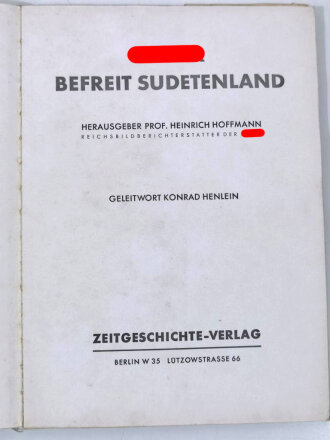 BEFREIT SUDETENLAND
HERAUSGEBER PROF. HEINRICH HOFFMANN
REICHSBILDBERICHTERSTATTER DER
GELEITWORT KONRAD HENLEIN
ZEITGESCHICHTE-VERLAG
BERLIN W 35 LÜTZOWSTRASSE 66